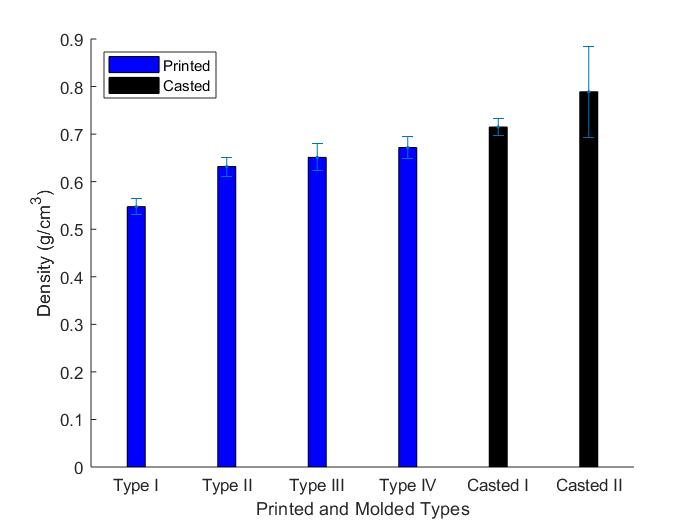 0.9
0.8
0.7
0.6
0.5
0.4
0.3
0.2
0.1
0
Density (g/cm³)
Printed
Casted
Type I Type II Type III Type IV Casted I Casted II
Printed and Molded Types